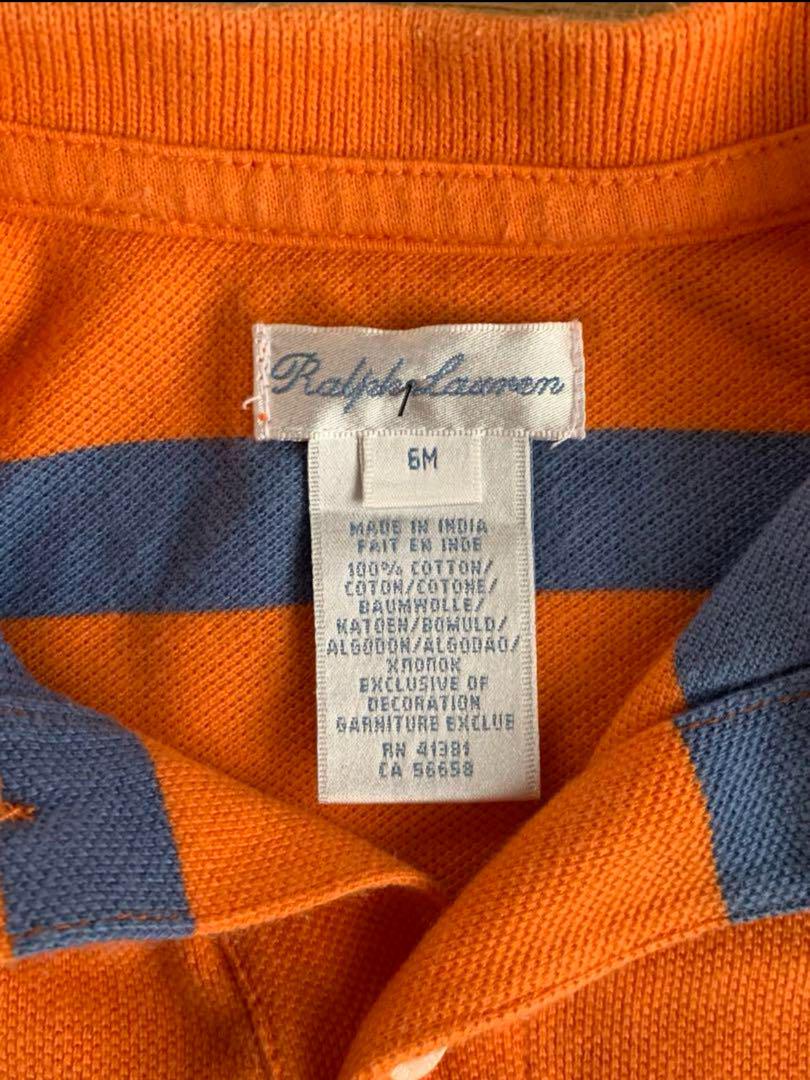 Ralph Lauren
6M
MADE IN INDIA
FAIT EN INDE
100% COTTON/
COTON/COTONE/
BAUMWOLLE/
KATOEN/BOMULD/
ALGODON/ALGODAO/
ХЛОПОК
EXCLUSIVE OF
DECORATION
GARNITURE EXCLUE
RN 41381
CA 56658